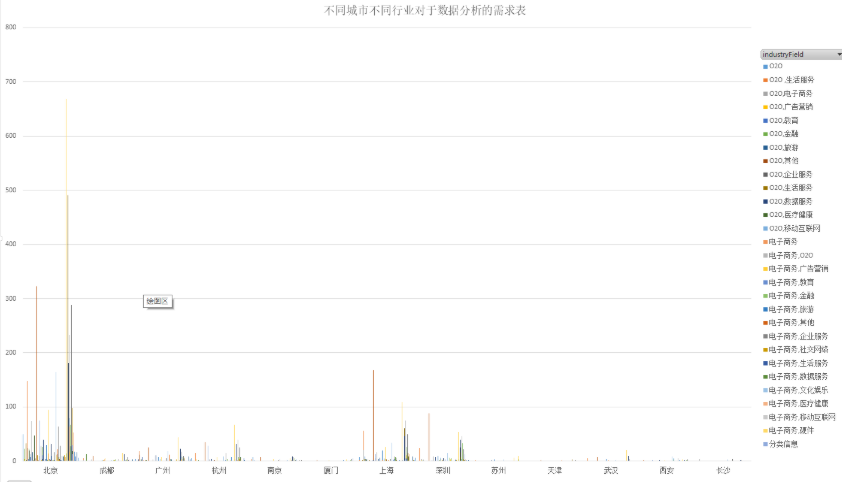 不同城市不同行业对于数据分析的需求表
800
700
600
500
400
300
200
100
0
绘图区
北京
成都
广州
杭州
南京
厦门
上海
深圳
苏州
天津
武汉
西安
长沙
industryField
O2O
O2O ,生活服务
O2O,电子商务
O2O,广告营销
O2O,教育
O2O,金融
O2O,旅游
O2O,其他
O2O,企业服务
O2O,生活服务
O2O,数据服务
O2O,医疗健康
O2O,移动互联网
电子商务
电子商务,O2O
电子商务,广告营销
电子商务,教育
电子商务,金融
电子商务,旅游
电子商务,其他
电子商务,企业服务
电子商务,社交网络
电子商务,生活服务
电子商务,数据服务
电子商务,文化娱乐
电子商务,医疗健康
电子商务,移动互联网
电子商务,硬件
分类信息